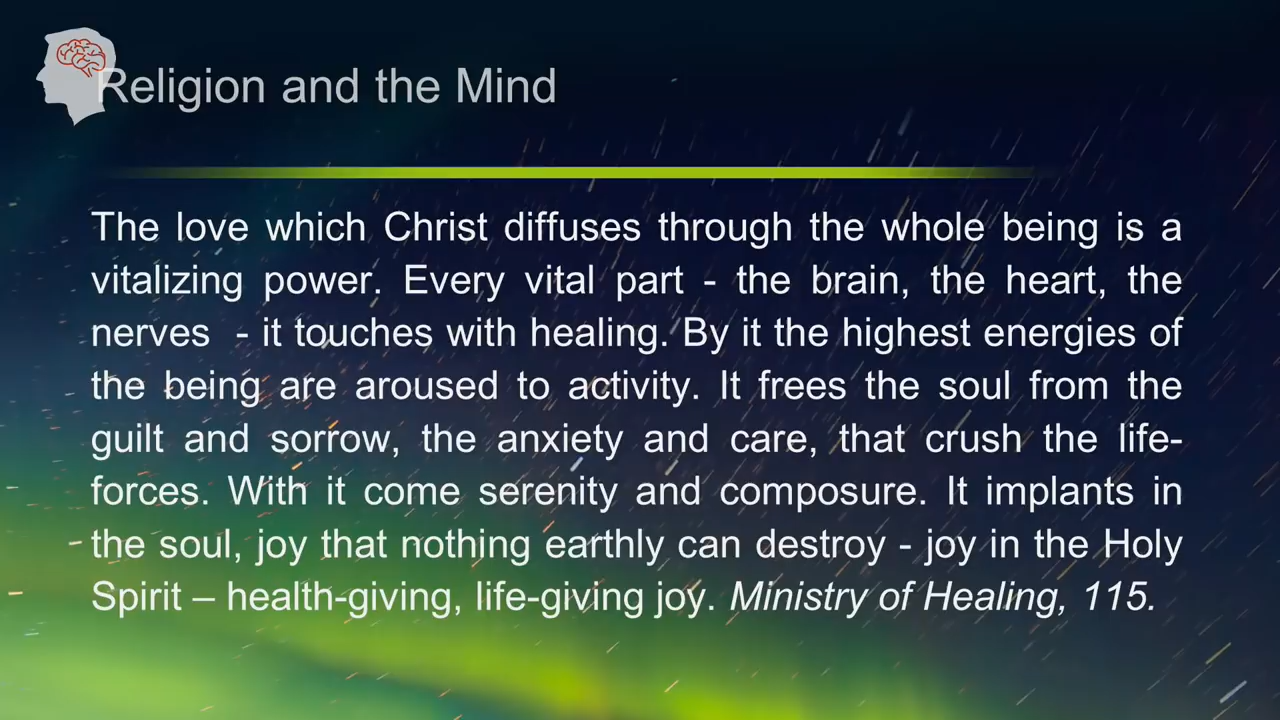 Religion and the Mind
The love which Christ diffuses through the whole being is a
vitalizing power. Every vital part - the brain, the heart, the
nerves  - it touches with healing. By it the highest energies of
the being are aroused to activity. It frees the soul from the
guilt and sorrow, the anxiety and care, that crush the life-
forces. With it come serenity and composure. It implants in
the soul, joy that nothing earthly can destroy - joy in the Holy
Spirit – health-giving, life-giving joy. Ministry of Healing, 115.